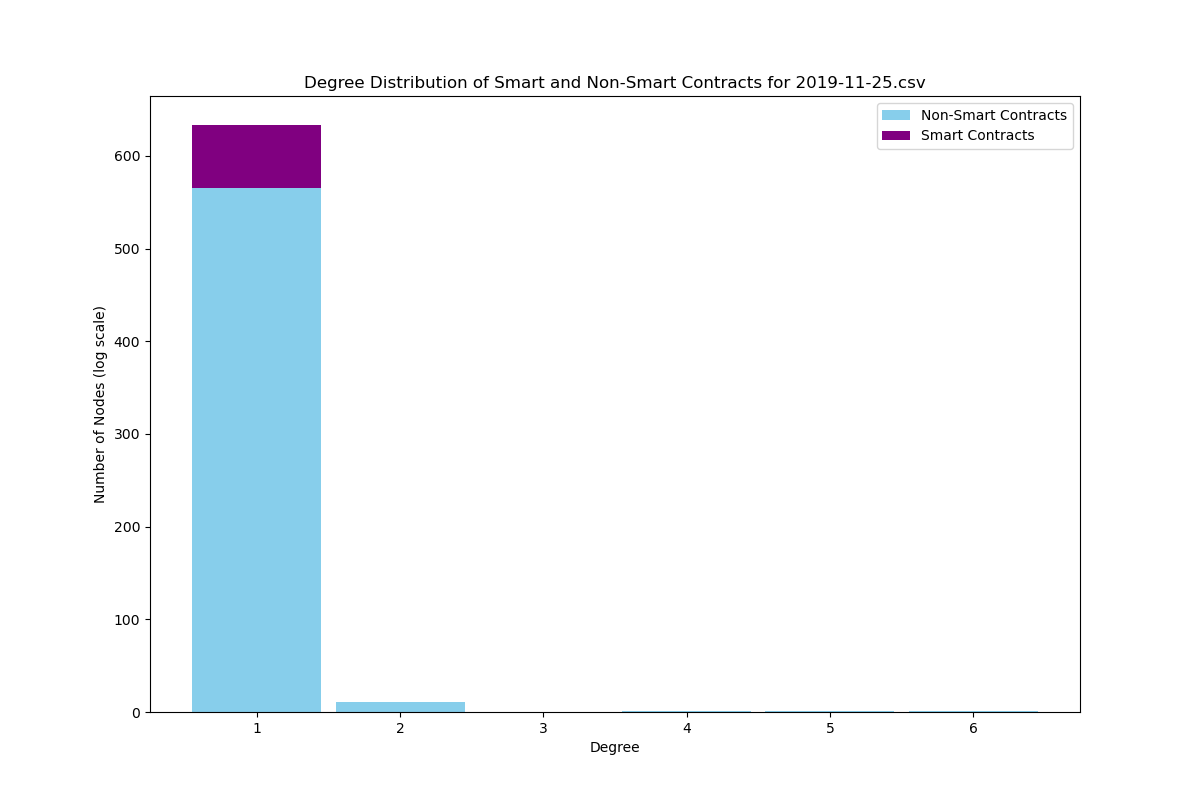 Degree Distribution of Smart and Non-Smart Contracts for 2019-11-25.csv
Non-Smart Contracts
Smart Contracts
Number of Nodes (log scale)
600
500
400
300
200
100
0
1 2 3 4 5 6
Degree